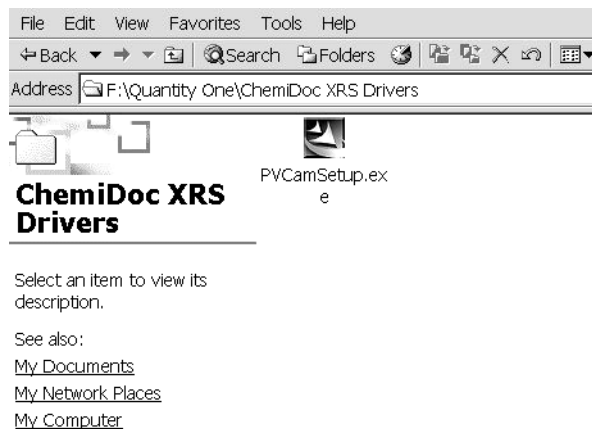 File Edit View Favorites Tools Help
Back Search Folders
Address F:\Quantity One\ChemiDoc XRS Drivers
PVCamSetup.ex
e
ChemiDoc XRS
Drivers
Select an item to view its
description.
See also:
My Documents
My Network Places
My Computer